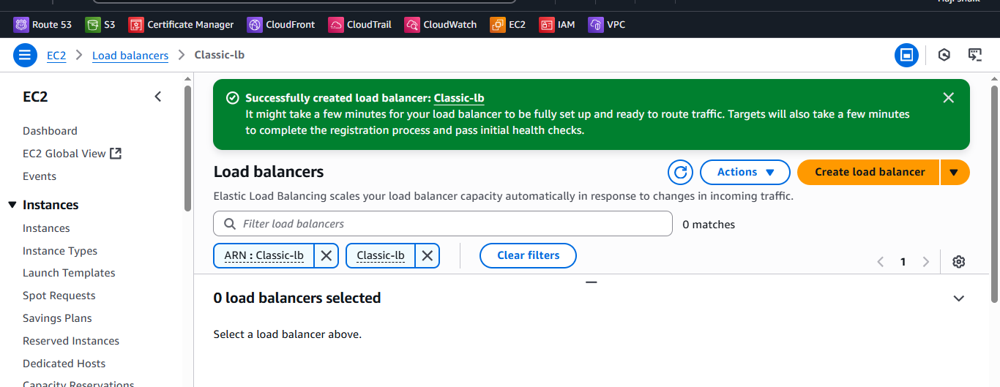 Route 53
S3
Certificate Manager
CloudFront
CloudTrail
CloudWatch
EC2
IAM
VPC
EC2 > Load balancers > Classic-lb
EC2
Dashboard
EC2 Global View
Events
Instances
Instances
Instance Types
Launch Templates
Spot Requests
Savings Plans
Reserved Instances
Dedicated Hosts
Capacity Reservations
Successfully created load balancer: Classic-lb
It might take a few minutes for your load balancer to be fully set up and ready to route traffic. Targets will also take a few minutes
to complete the registration process and pass initial health checks.
Load balancers
Actions
Create load balancer
Elastic Load Balancing scales your load balancer capacity automatically in response to changes in incoming traffic.
Filter load balancers
0 matches
ARN : Classic-lb
Classic-lb
Clear filters
1
0 load balancers selected
Select a load balancer above.